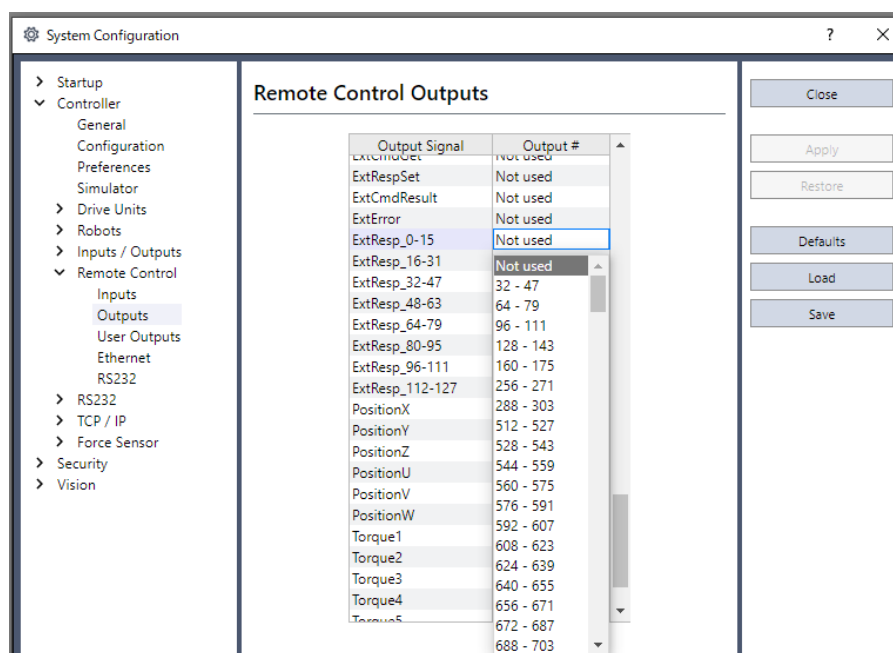 System Configuration
?
Startup
Controller
General
Configuration
Preferences
Simulator
Drive Units
Robots
Inputs / Outputs
Remote Control
Inputs
Outputs
User Outputs
Ethernet
RS232
RS232
TCP / IP
Force Sensor
Security
Vision
Remote Control Outputs
Output Signal Output #
ExtCmdGet Not used
ExtRespSet Not used
ExtCmdResult Not used
ExtError Not used
ExtResp_0-15 Not used
ExtResp_16-31
ExtResp_32-47
ExtResp_48-63
ExtResp_64-79
ExtResp_80-95
ExtResp_96-111
ExtResp_112-127
PositionX
PositionY
PositionZ
PositionU
PositionV
PositionW
Torque1
Torque2
Torque3
Torque4
Torque5
Not used
32 - 47
64 - 79
96 - 111
128 - 143
160 - 175
256 - 271
288 - 303
512 - 527
528 - 543
544 - 559
560 - 575
576 - 591
592 - 607
608 - 623
624 - 639
640 - 655
656 - 671
672 - 687
688 - 703
Close
Apply
Restore
Defaults
Load
Save